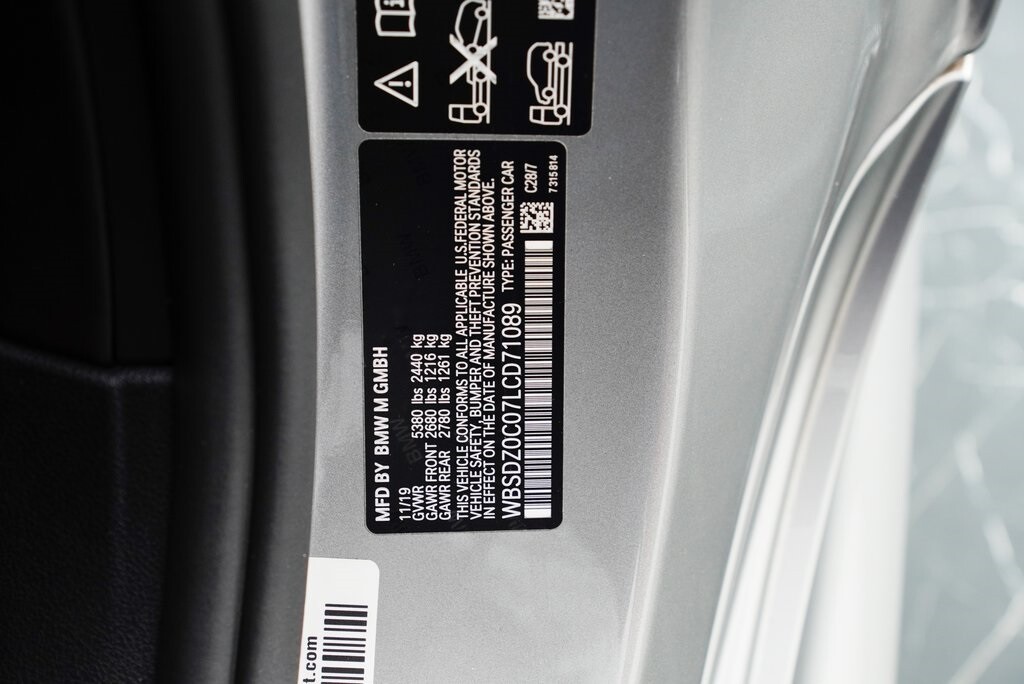 MFD BY BMW M GMBH
11/19
GVWR 5380 lbs 2440 kg
GAWR FRONT 2680 lbs 1216 kg
GAWR REAR 2780 lbs 1261 kg
THIS VEHICLE CONFORMS TO ALL APPLICABLE U.S.FEDERAL MOTOR
VEHICLE SAFETY, BUMPER AND THEFT PREVENTION STANDARDS
IN EFFECT ON THE DATE OF MANUFACTURE SHOWN ABOVE.
WBSDZ0C07LCD71089 TYPE: PASSENGER CAR
C28/7
7315814
t.com